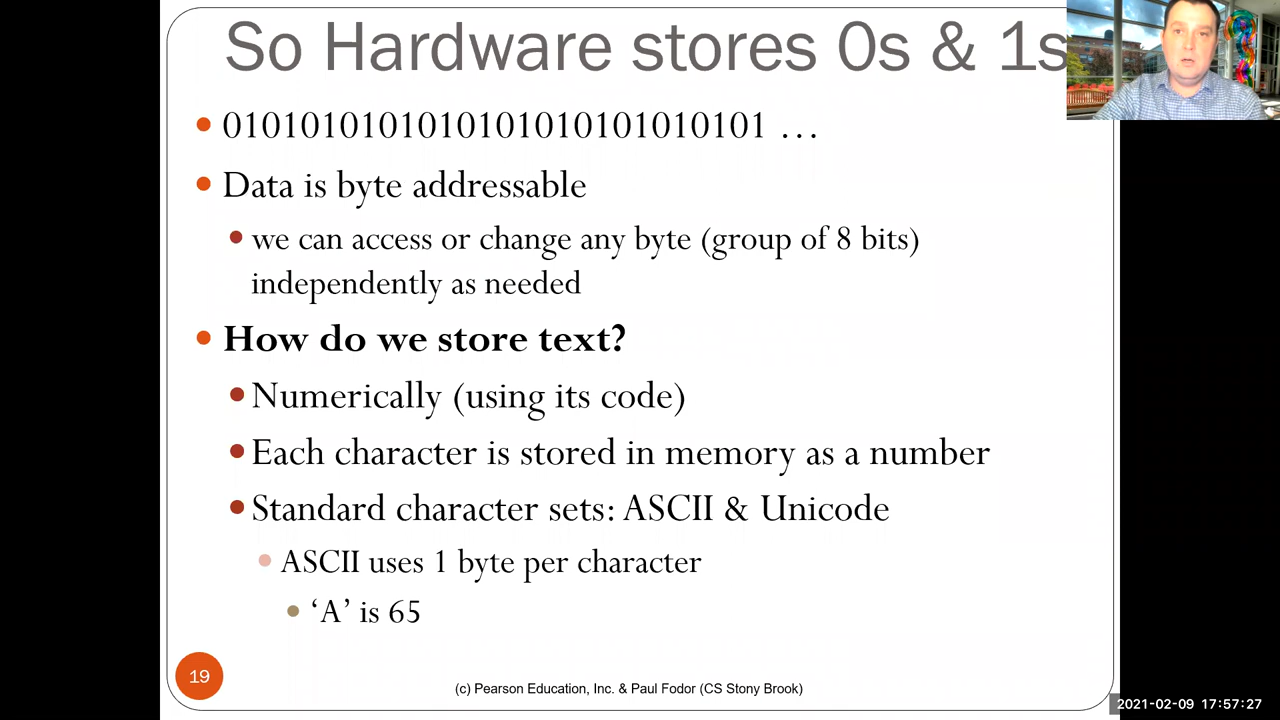 So Hardware stores 0s & 1s
0101010101010101010101010101 …
Data is byte addressable
we can access or change any byte (group of 8 bits)
independently as needed
How do we store text?
Numerically (using its code)
Each character is stored in memory as a number
Standard character sets: ASCII & Unicode
ASCII uses 1 byte per character
‘A’ is 65
19
(c) Pearson Education, Inc. & Paul Fodor (CS Stony Brook)
2021-02-09 17:57:27